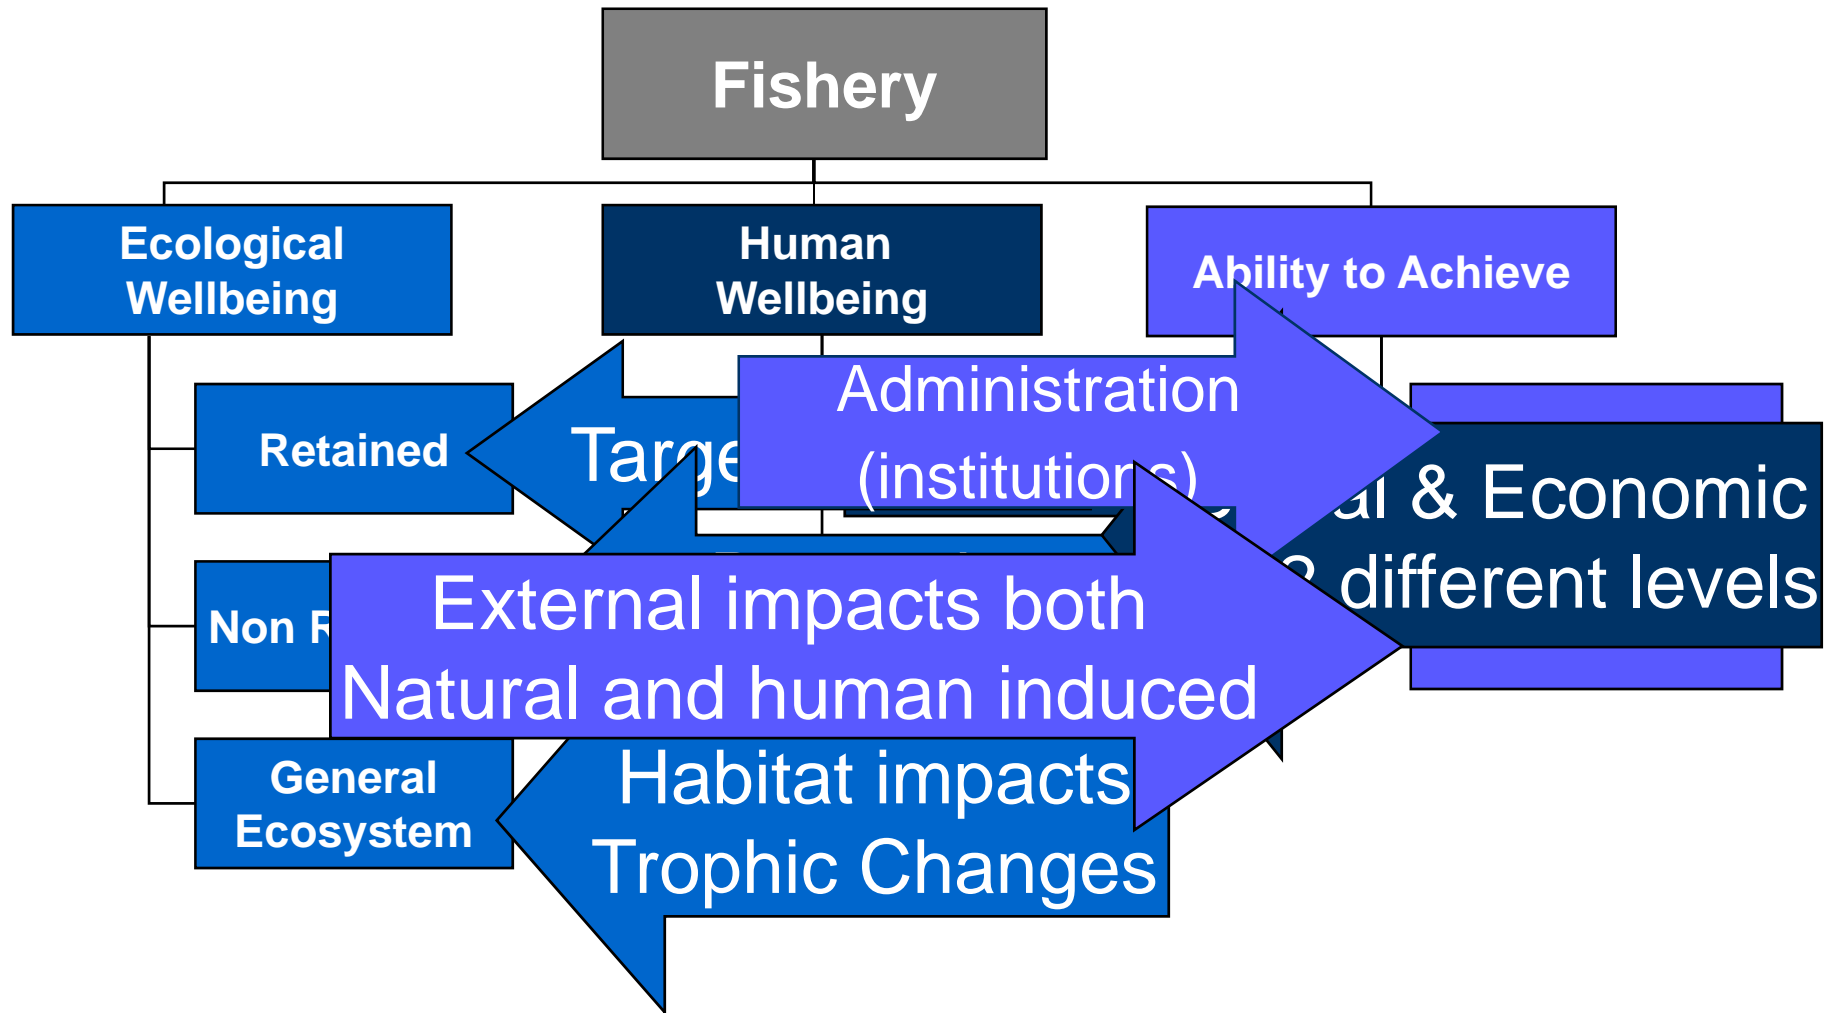 Fishery
Ecological
Wellbeing
Human
Wellbeing
Ability to Achieve
Retained
Administration
(institutions)
& Economic
different levels
Non
External impacts both
Natural and human induced
General
Ecosystem
Habitat impacts
Trophic Changes